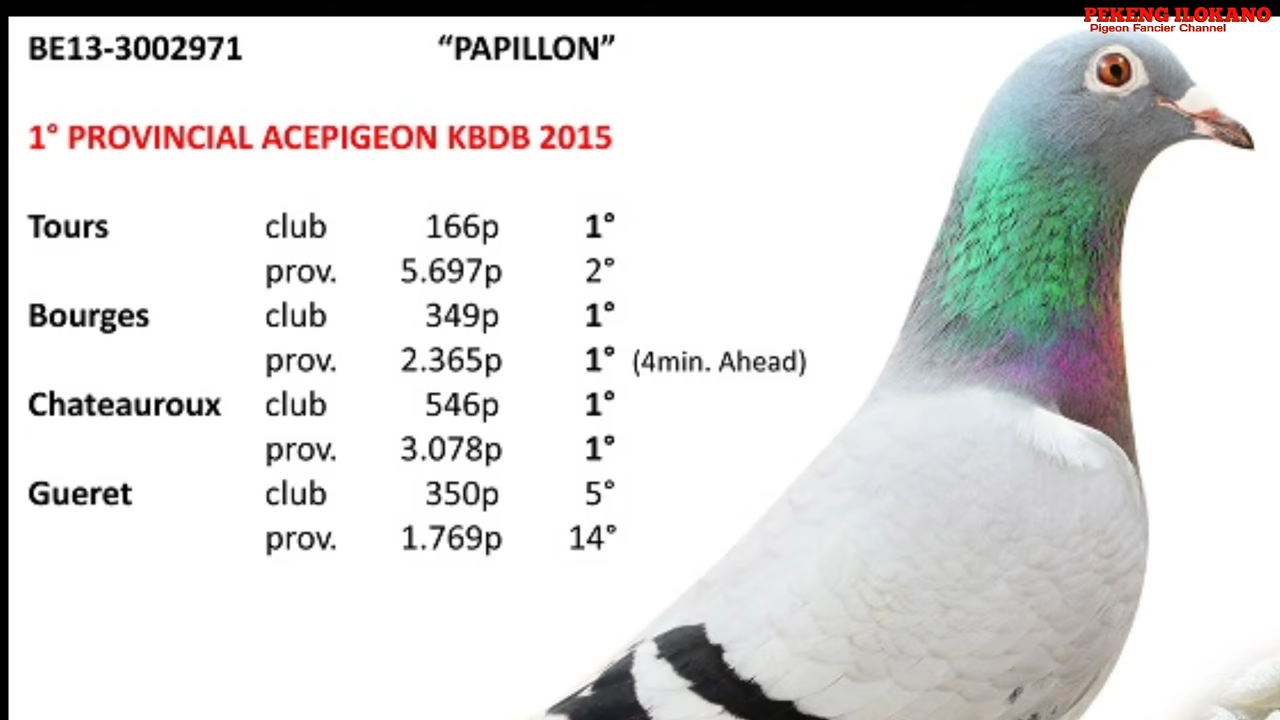 PEKENG ILOKANO
Pigeon Fancier Channel
BE13-3002971 “PAPILLON”
1° PROVINCIAL ACEPIGEON KBDB 2015
Tours club 166p 1°
prov. 5.697p 2°
Bourges club 349p 1°
prov. 2.365p 1° (4min. Ahead)
Chateauroux club 546p 1°
prov. 3.078p 1°
Gueret club 350p 5°
prov. 1.769p 14°